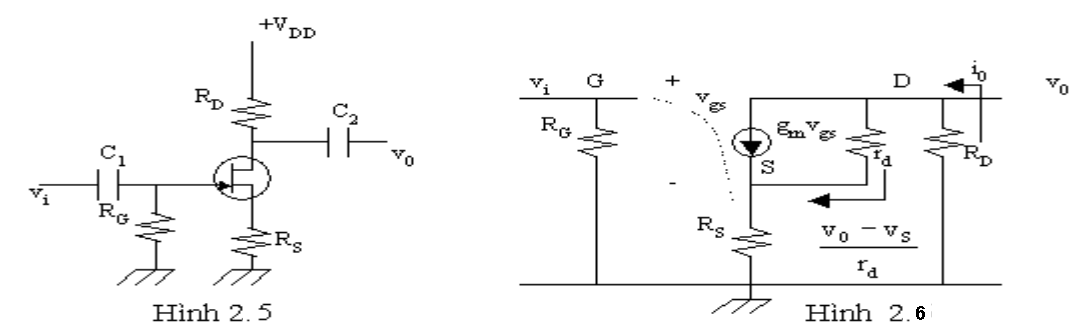 +V_DD
R_D
C_2
v_0
C_1
v_i
R_G
R_S
Hình 2.5
v_i G + D i_0 v_0
v_gs
R_G
g_m v_gs
r_d
R_D
S
-
R_S
v_0 - v_S
r_d
Hình 2.6